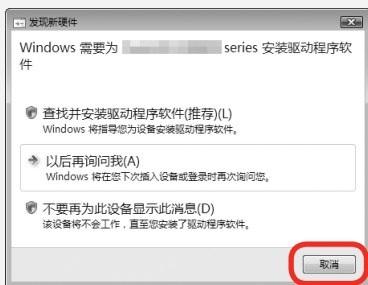 发现新硬件
Windows 需要为 series 安装驱动程序软
件
查找并安装驱动程序软件(推荐)(L)
Windows 将指导您为设备安装驱动程序软件。
以后再询问我(A)
Windows 将在您下次插入设备或登录时再次询问您。
不要再为此设备显示此消息(D)
该设备将不会工作，直至您安装了驱动程序软件。
取消